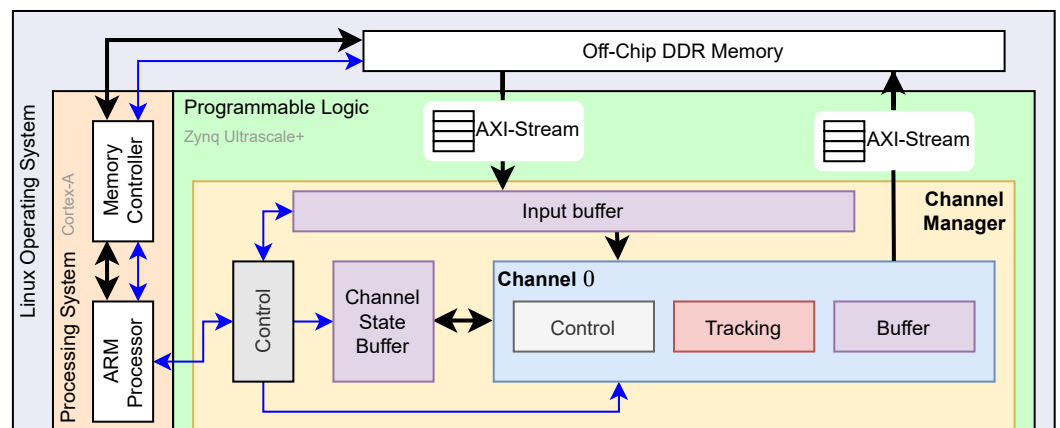 Off-Chip DDR Memory
Linux Operating System
Processing System
Cortex-A
Memory
Controller
ARM
Processor
Programmable Logic
Zynq Ultrascale+
AXI-Stream
AXI-Stream
Channel
Manager
Input buffer
Control
Channel
State
Buffer
Channel 0
Control
Tracking
Buffer